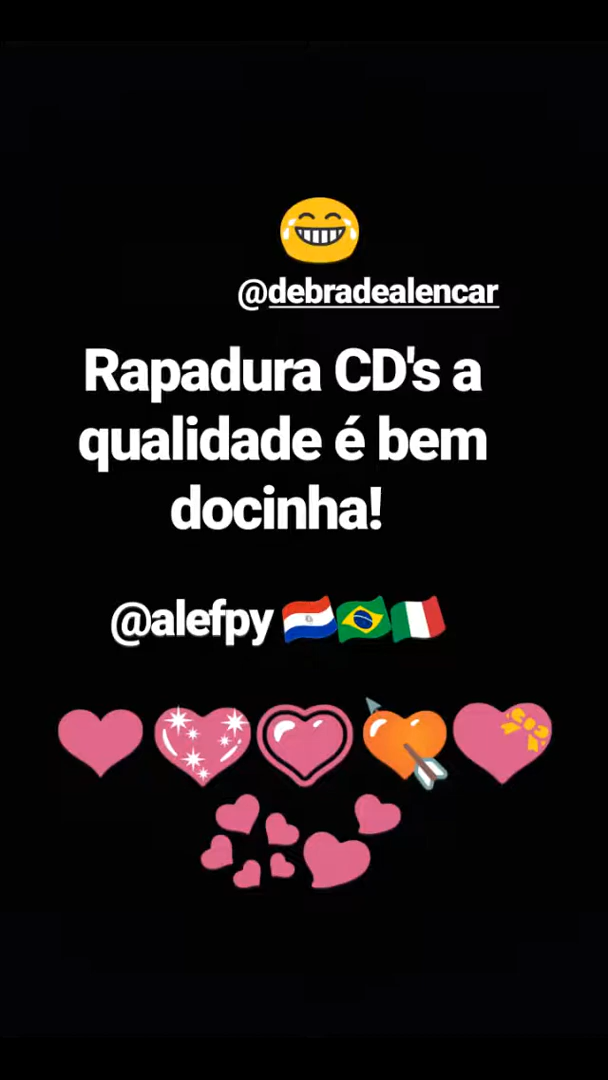 @debradealencar
Rapadura CD's a
qualidade é bem
docinha!
@alefpy